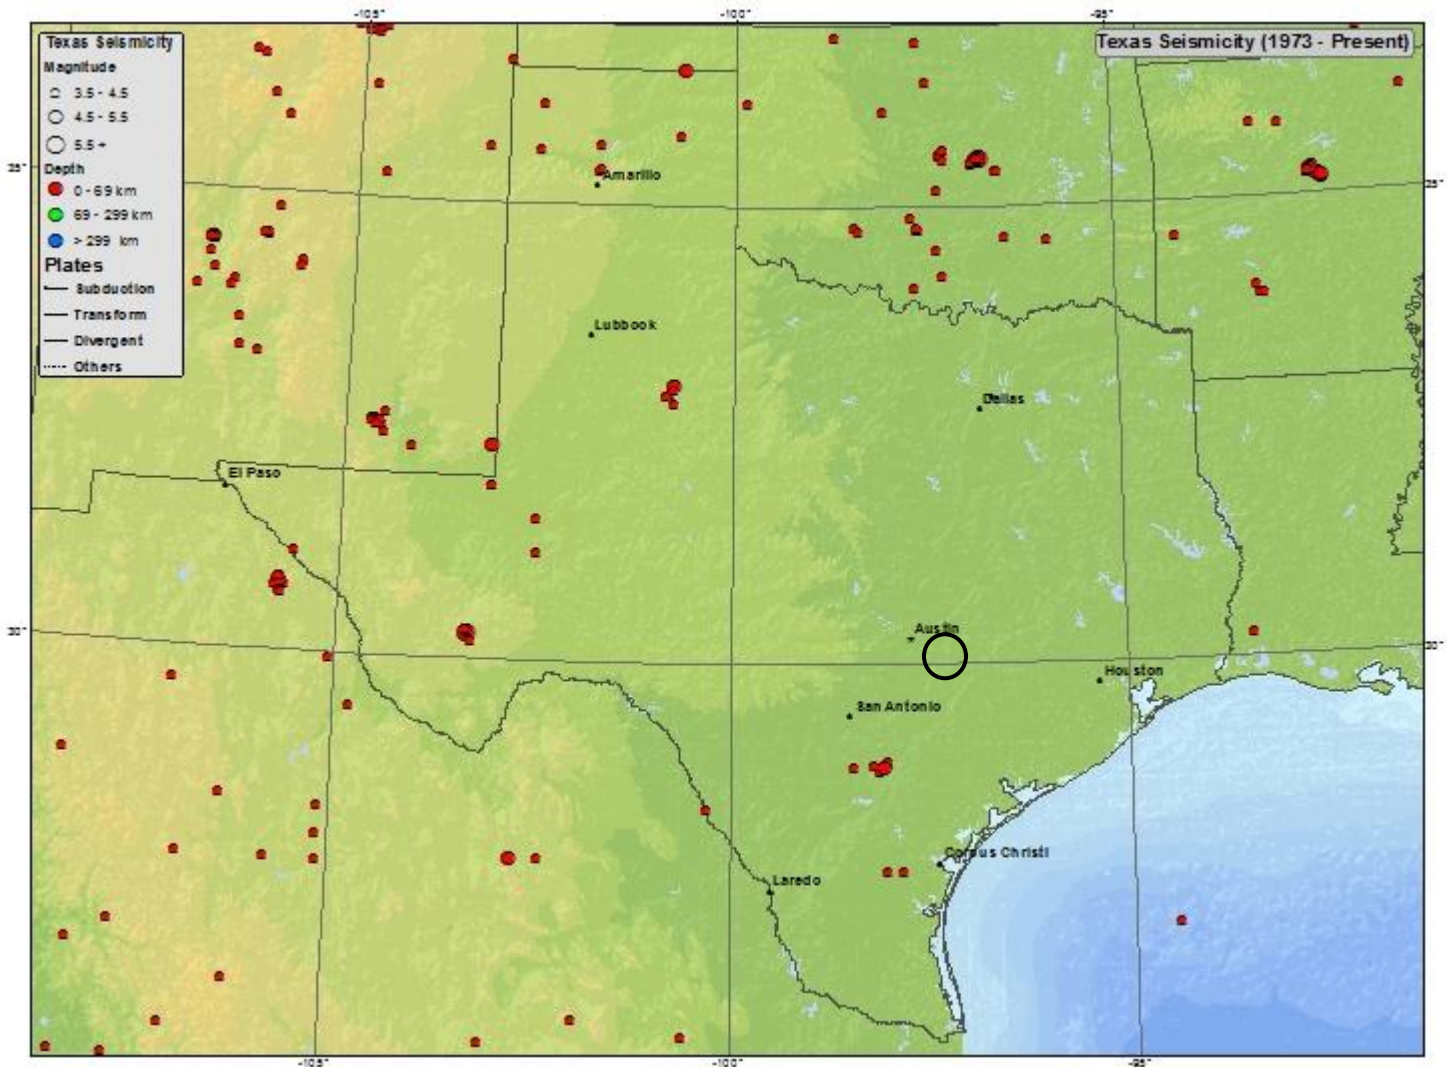 -105° -100° -95°
Texas Seismicity (1973 - Present)
Texas Seismicity
Magnitude
3.5 - 4.5
4.5 - 5.5
5.5 +
Depth
0 - 69 km
69 - 299 km
> 299 km
Plates
Subduction
Transform
Divergent
Others
Amarillo
35°
Lubbock
Dallas
El Paso
Austin
30° 30°
Houston
San Antonio
Corpus Christi
Laredo
-105° -100° -95°